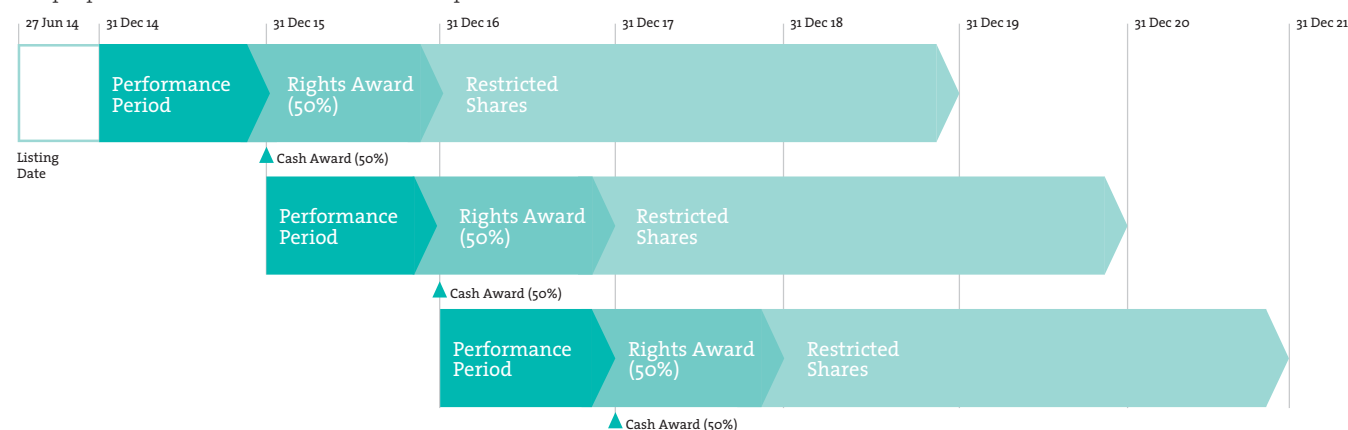 27 Jun 14
31 Dec 14
31 Dec 15
31 Dec 16
31 Dec 17
31 Dec 18
31 Dec 19
31 Dec 20
31 Dec 21
Performance
Period
Rights Award
(50%)
Restricted
Shares
Listing
Date
Cash Award (50%)
Performance
Period
Rights Award
(50%)
Restricted
Shares
Cash Award (50%)
Performance
Period
Rights Award
(50%)
Restricted
Shares
Cash Award (50%)